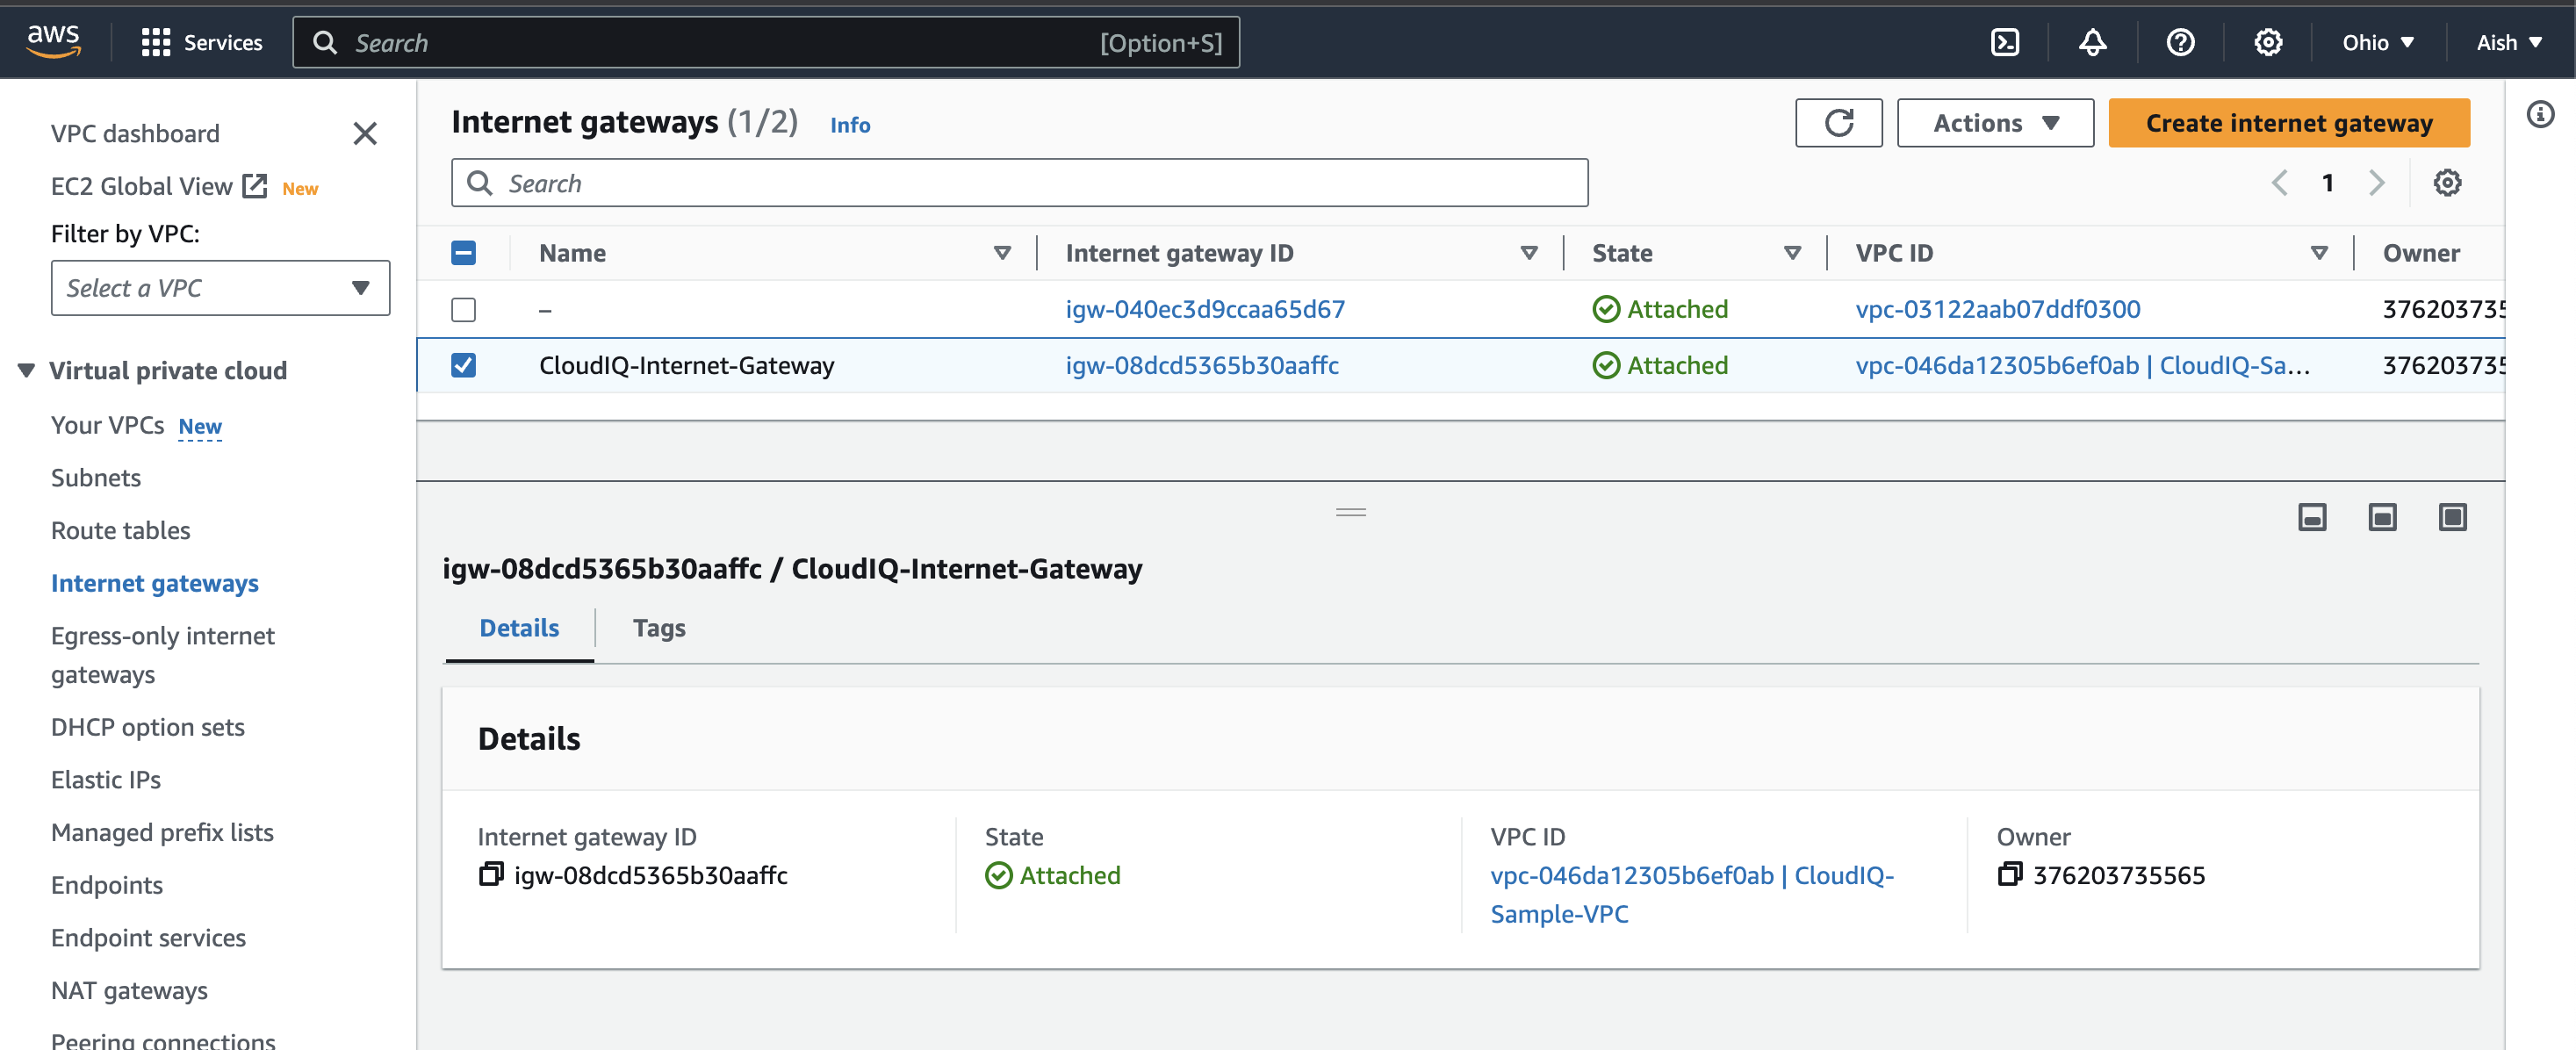 aws
Services
Search
[Option+S]
Ohio
Aish
VPC dashboard
EC2 Global View New
Filter by VPC:
Select a VPC
Virtual private cloud
Your VPCs New
Subnets
Route tables
Internet gateways
Egress-only internet
gateways
DHCP option sets
Elastic IPs
Managed prefix lists
Endpoints
Endpoint services
NAT gateways
Peering connections
Internet gateways (1/2) Info
Actions
Create internet gateway
Search
1
Name Internet gateway ID State VPC ID Owner
– igw-040ec3d9ccaa65d67 Attached vpc-03122aab07ddf0300 376203735
CloudIQ-Internet-Gateway igw-08dcd5365b30aaffc Attached vpc-046da12305b6ef0ab | CloudIQ-Sa... 376203735
igw-08dcd5365b30aaffc / CloudIQ-Internet-Gateway
Details Tags
Details
Internet gateway ID
igw-08dcd5365b30aaffc
State
Attached
VPC ID
vpc-046da12305b6ef0ab | CloudIQ-
Sample-VPC
Owner
376203735565